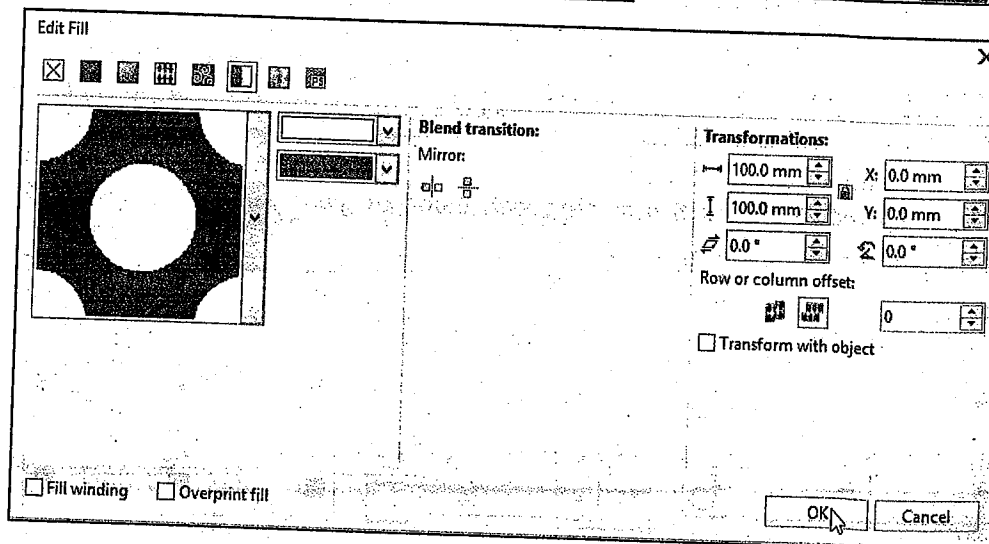 Edit Fill
X
PS
Blend transition:
Mirror:
Transformations:
100.0 mm
X: 0.0 mm
100.0 mm
Y: 0.0 mm
0.0 °
0.0 °
Row or column offset:
0
Transform with object
Fill winding
Overprint fill
OK
Cancel